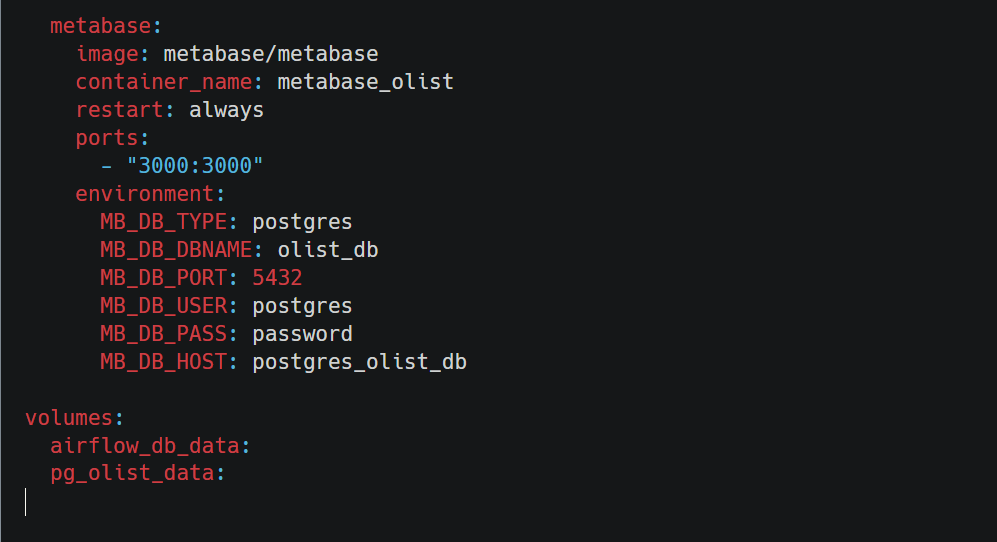 metabase:
image: metabase/metabase
container_name: metabase_olist
restart: always
ports:
- "3000:3000"
environment:
MB_DB_TYPE: postgres
MB_DB_DBNAME: olist_db
MB_DB_PORT: 5432
MB_DB_USER: postgres
MB_DB_PASS: password
MB_DB_HOST: postgres_olist_db
volumes:
airflow_db_data:
pg_olist_data: